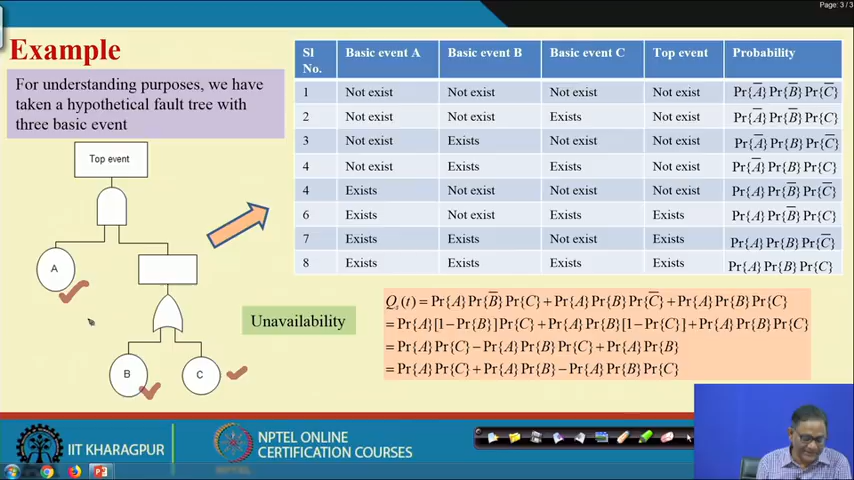 Page: 3 / 3
Example
For understanding purposes, we have
taken a hypothetical fault tree with
three basic event
Top event
A
B
C
Sl No. Basic event A Basic event B Basic event C Top event Probability
1 Not exist Not exist Not exist Not exist Pr{A̅} Pr{B̅} Pr{C̅}
2 Not exist Not exist Exists Not exist Pr{A̅} Pr{B̅} Pr{C}
3 Not exist Exists Not exist Not exist Pr{A̅} Pr{B} Pr{C̅}
4 Not exist Exists Exists Not exist Pr{A̅} Pr{B} Pr{C}
4 Exists Not exist Not exist Not exist Pr{A} Pr{B̅} Pr{C̅}
6 Exists Not exist Exists Exists Pr{A} Pr{B̅} Pr{C}
7 Exists Exists Not exist Exists Pr{A} Pr{B} Pr{C̅}
8 Exists Exists Exists Exists Pr{A} Pr{B} Pr{C}
Unavailability
Qₛ(t) = Pr{A} Pr{B̅} Pr{C} + Pr{A} Pr{B} Pr{C̅} + Pr{A} Pr{B} Pr{C}
= Pr{A}[1 − Pr{B}] Pr{C} + Pr{A} Pr{B}[1 − Pr{C}] + Pr{A} Pr{B} Pr{C}
= Pr{A} Pr{C} − Pr{A} Pr{B} Pr{C} + Pr{A} Pr{B}
= Pr{A} Pr{C} + Pr{A} Pr{B} − Pr{A} Pr{B} Pr{C}
IIT KHARAGPUR
NPTEL ONLINE
CERTIFICATION COURSES